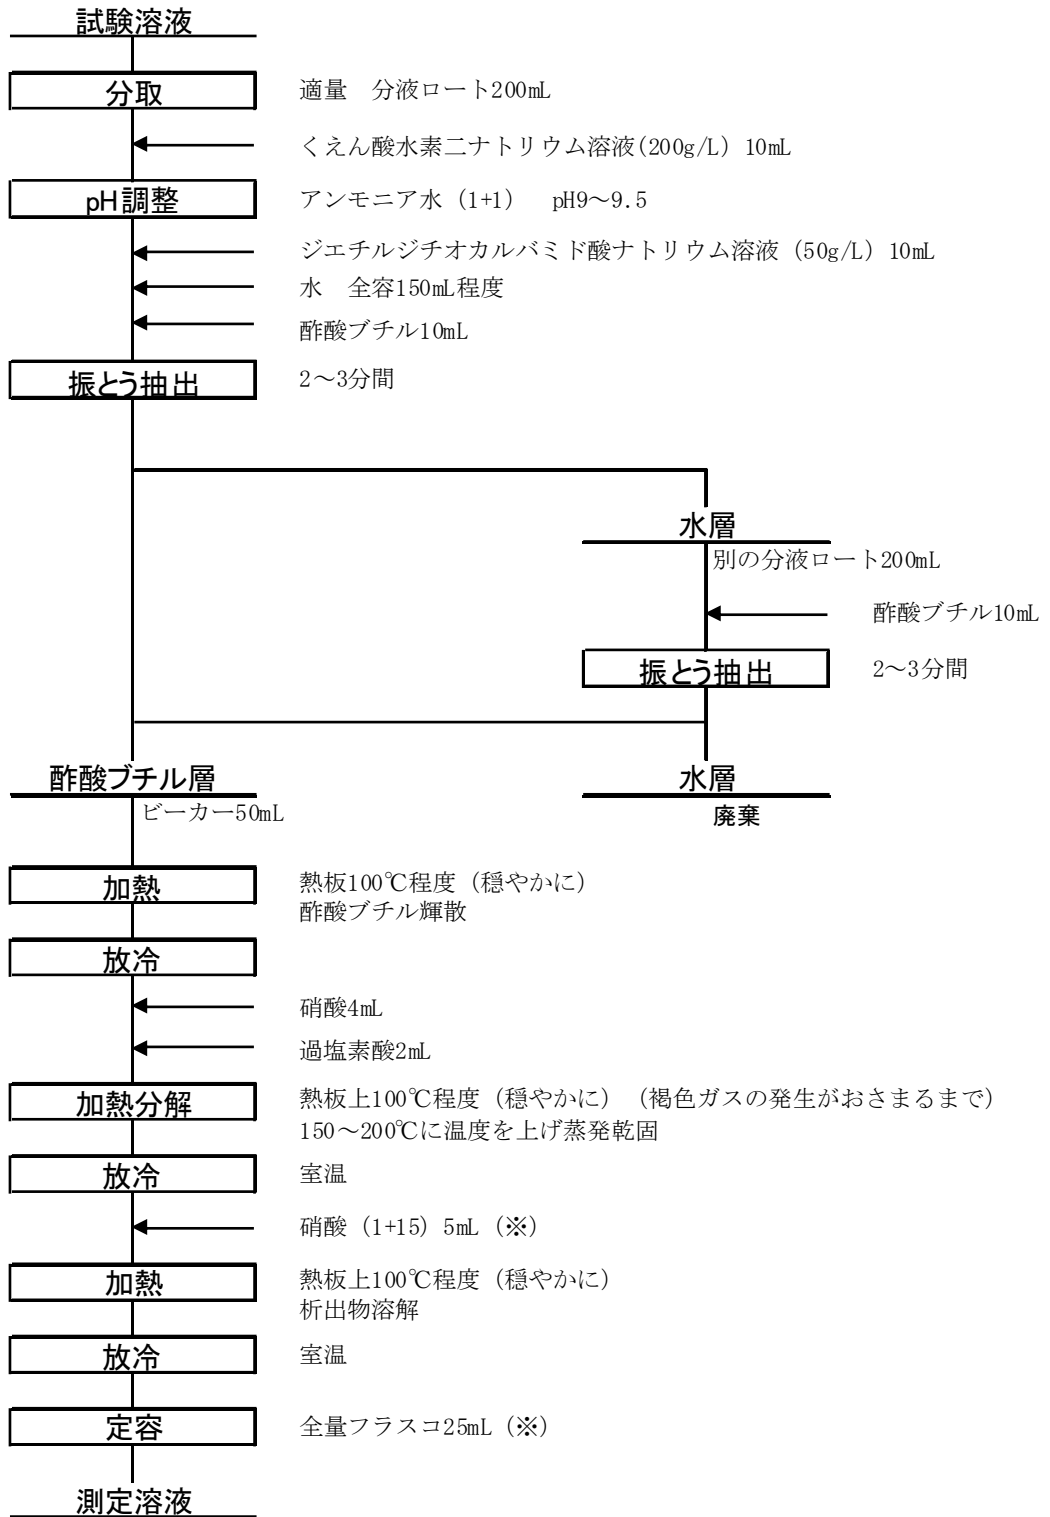 試験溶液
分取
適量　分液ロート200mL
くえん酸水素二ナトリウム溶液(200g/L) 10mL
pH調整
アンモニア水 (1+1)　pH9～9.5
ジエチルジチオカルバミド酸ナトリウム溶液 (50g/L) 10mL
水　全容150mL程度
酢酸ブチル10mL
振とう抽出
2～3分間
水層
別の分液ロート200mL
酢酸ブチル10mL
振とう抽出
2～3分間
酢酸ブチル層
ビーカー50mL
水層
廃棄
加熱
熱板100℃程度 (穏やかに)
酢酸ブチル輝散
放冷
硝酸4mL
過塩素酸2mL
加熱分解
熱板上100℃程度 (穏やかに) (褐色ガスの発生がおさまるまで)
150～200℃に温度を上げ蒸発乾固
放冷
室温
硝酸 (1+15) 5mL (※)
加熱
熱板上100℃程度 (穏やかに)
析出物溶解
放冷
室温
定容
全量フラスコ25mL (※)
測定溶液